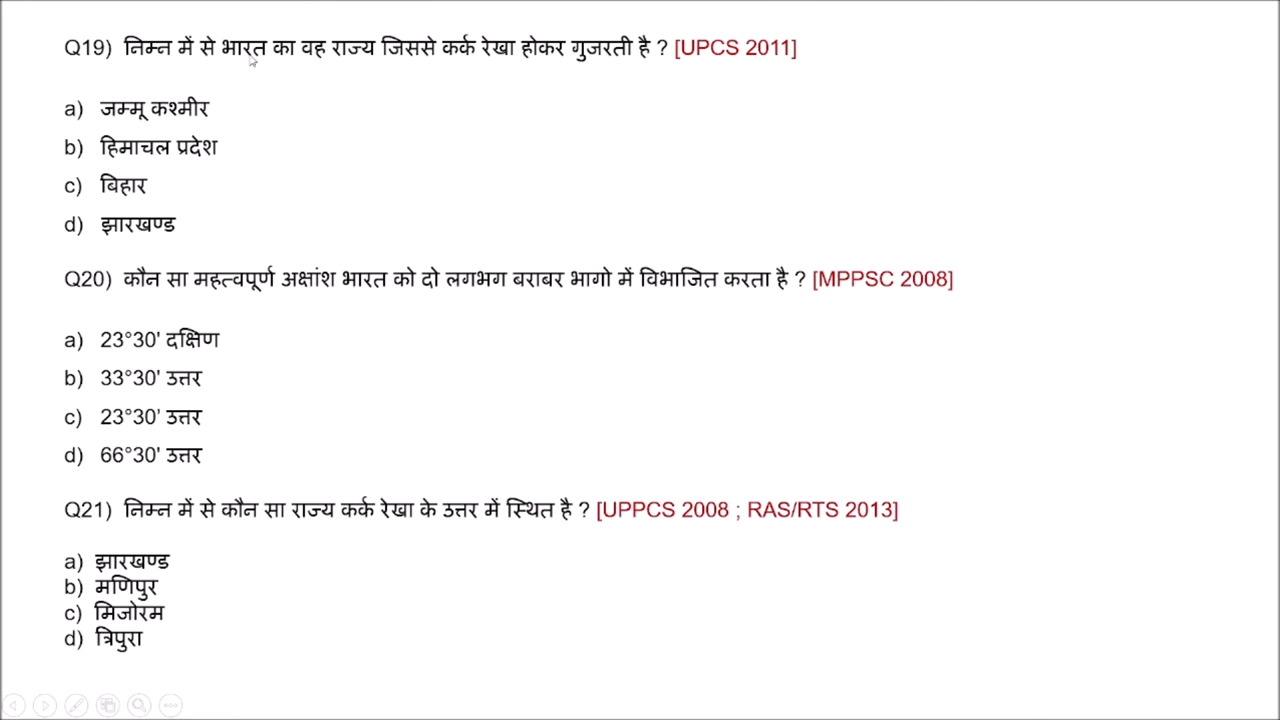 Q19) निम्न में से भारत का वह राज्य जिससे कर्क रेखा होकर गुजरती है ? [UPCS 2011]
a) जम्मू कश्मीर
b) हिमाचल प्रदेश
c) बिहार
d) झारखण्ड
Q20) कौन सा महत्वपूर्ण अक्षांश भारत को दो लगभग बराबर भागो में विभाजित करता है ? [MPPSC 2008]
a) 23°30' दक्षिण
b) 33°30' उत्तर
c) 23°30’ उत्तर
d) 66°30' उत्तर
Q21) निम्न में से कौन सा राज्य कर्क रेखा के उत्तर में स्थित है ? [UPPCS 2008 ; RAS/RTS 2013]
a) झारखण्ड
b) मणिपुर
c) मिजोरम
d) त्रिपुरा